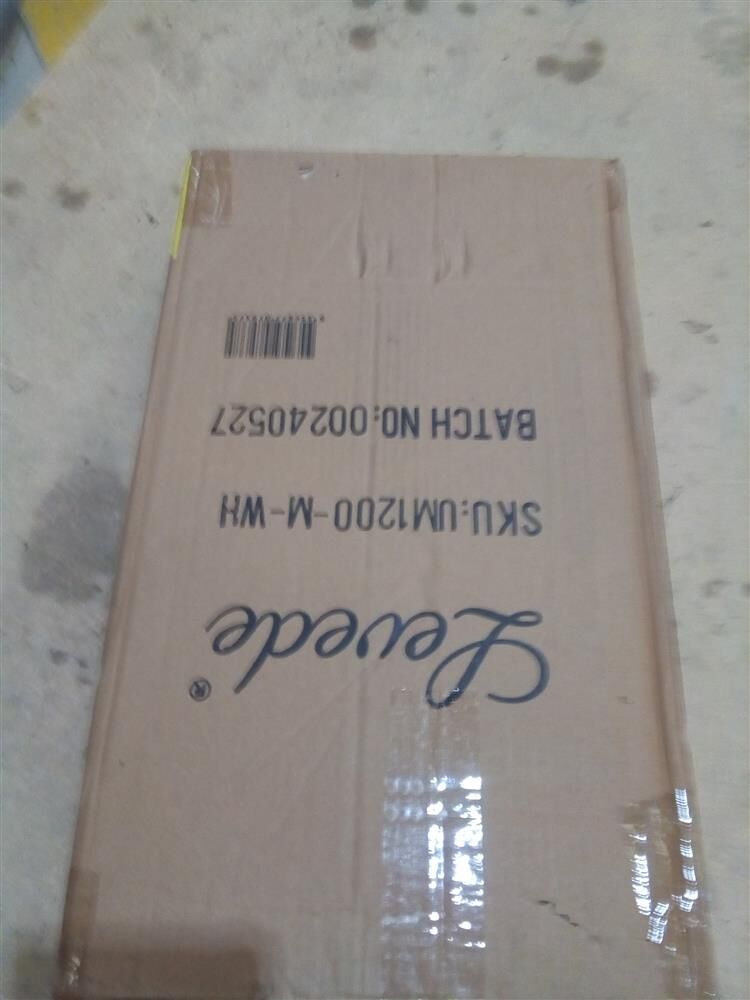 Levede®
SKU:UM1200-M-WH
BATCH NO:00240527